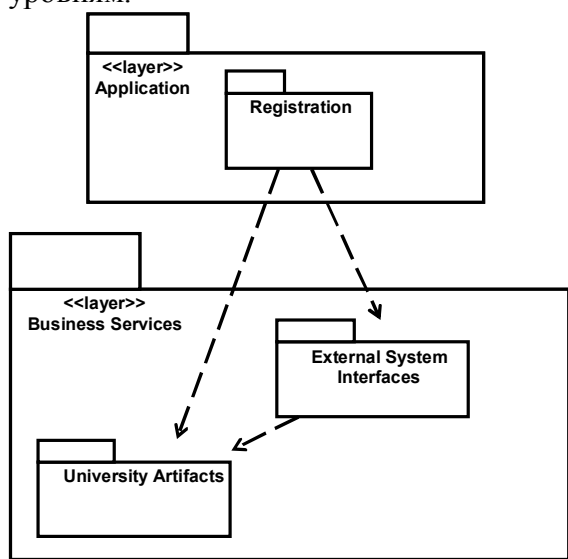 уровням.
<<layer>>
Application
Registration
<<layer>>
Business Services
External System
Interfaces
University Artifacts